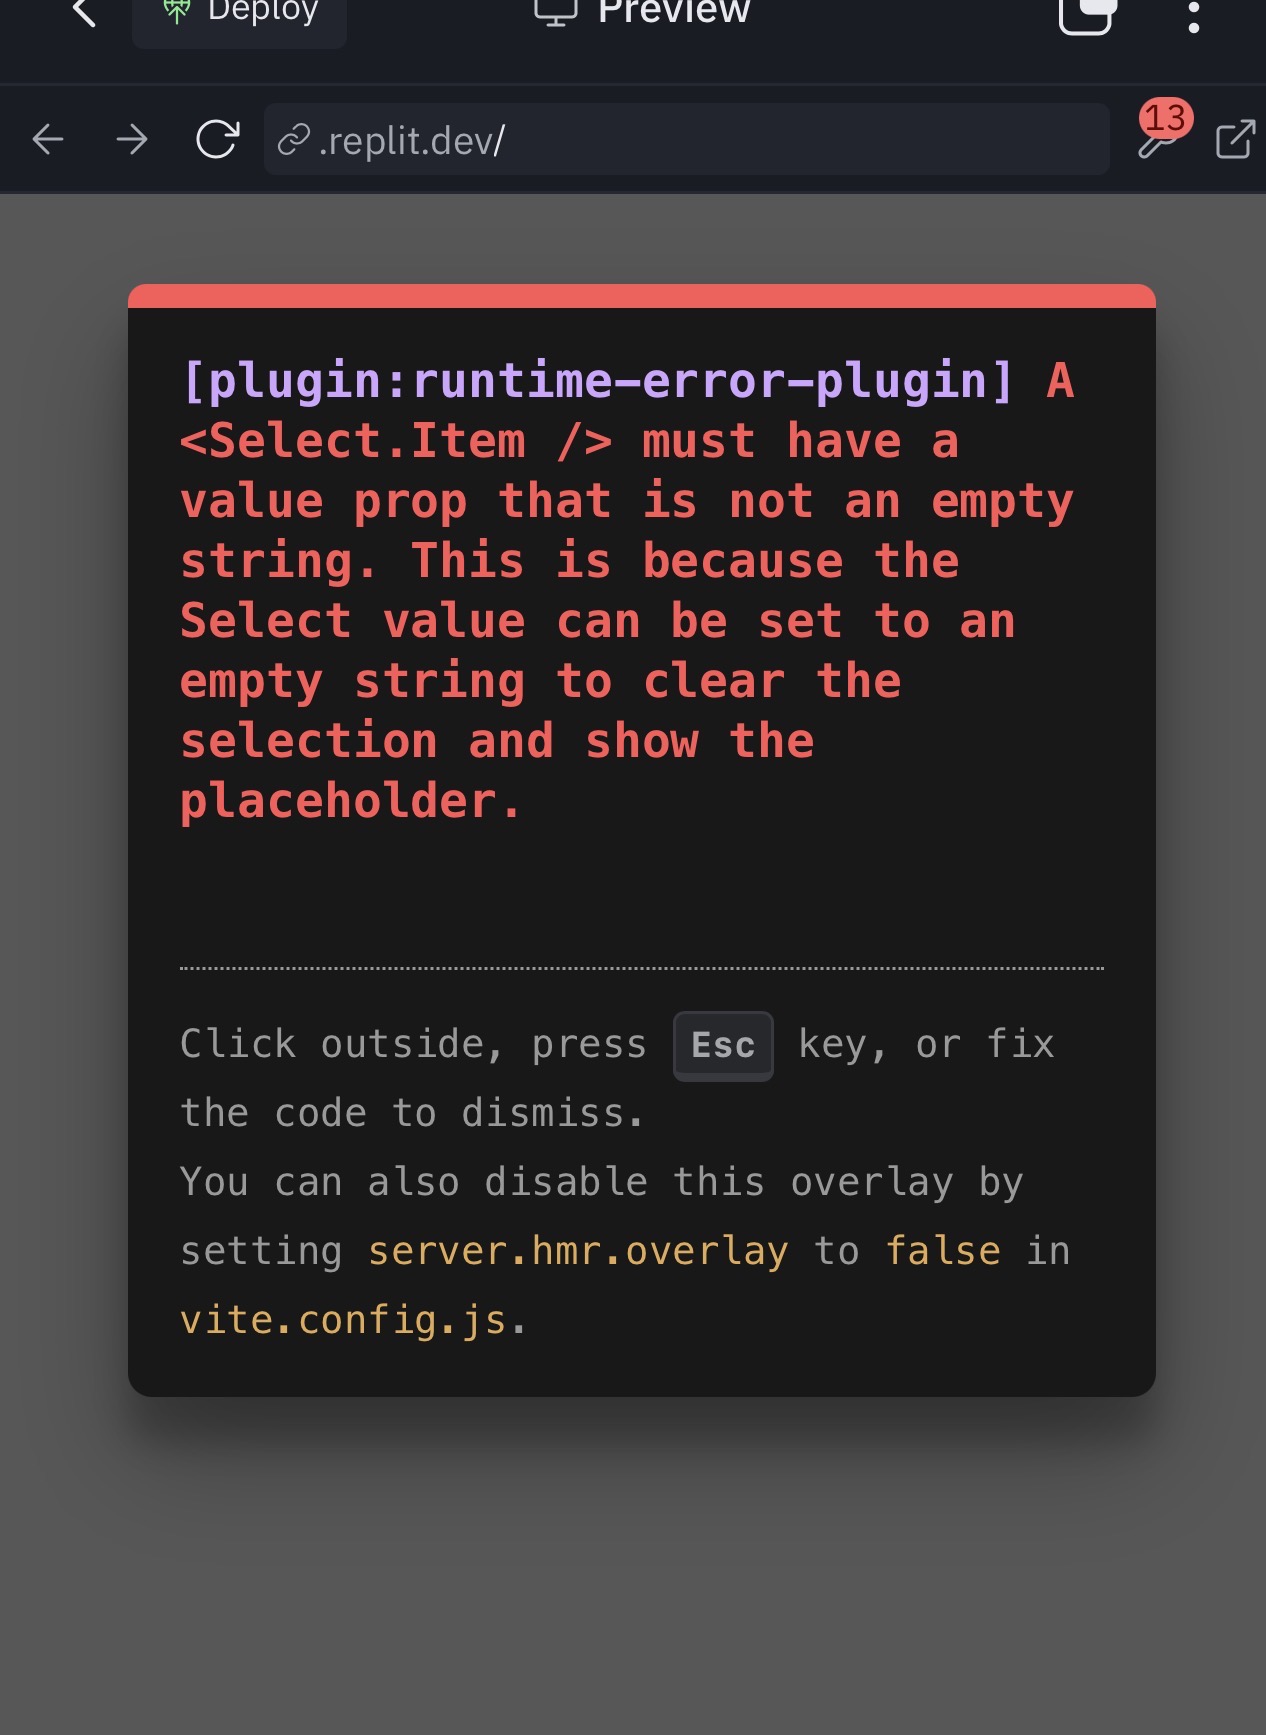 Deploy
Preview
.replit.dev/
13
[plugin:runtime-error-plugin] A
<Select.Item /> must have a
value prop that is not an empty
string. This is because the
Select value can be set to an
empty string to clear the
selection and show the
placeholder.
Click outside, press Esc key, or fix
the code to dismiss.
You can also disable this overlay by
setting server.hmr.overlay to false in
vite.config.js.